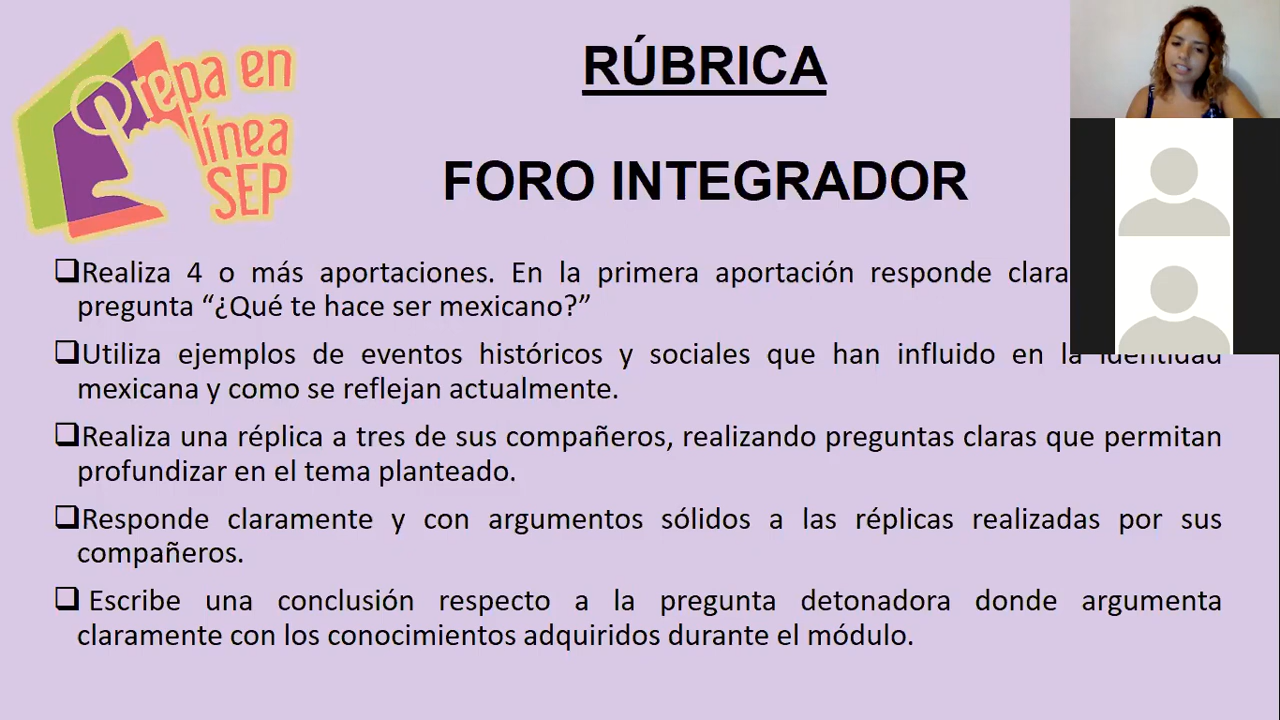 Prepa en
línea
SEP
RÚBRICA
FORO INTEGRADOR
❑Realiza 4 o más aportaciones. En la primera aportación responde
pregunta “¿Qué te hace ser mexicano?”
❑Utiliza ejemplos de eventos históricos y sociales que han influido en la identidad
mexicana y como se reflejan actualmente.
❑Realiza una réplica a tres de sus compañeros, realizando preguntas claras que permitan
profundizar en el tema planteado.
❑Responde claramente y con argumentos sólidos a las réplicas realizadas por sus
compañeros.
❑ Escribe una conclusión respecto a la pregunta detonadora donde argumenta
claramente con los conocimientos adquiridos durante el módulo.